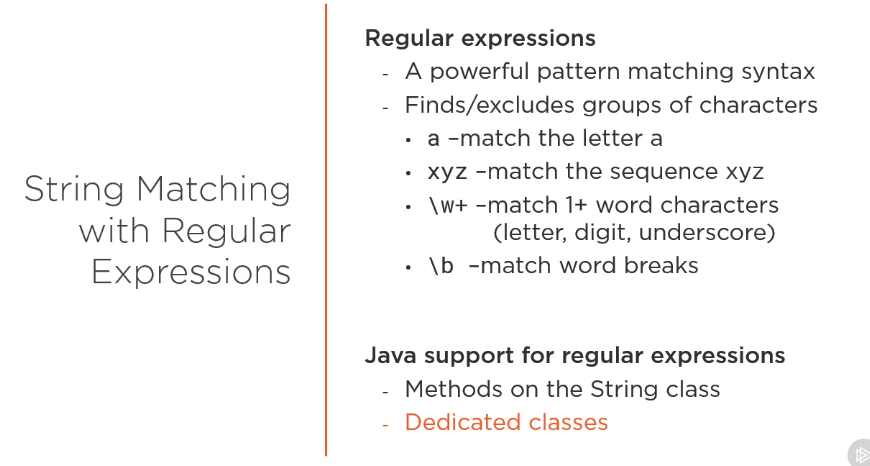 String Matching
with Regular
Expressions
Regular expressions
- A powerful pattern matching syntax
- Finds/excludes groups of characters
• a –match the letter a
• xyz –match the sequence xyz
• \w+ –match 1+ word characters
(letter, digit, underscore)
• \b –match word breaks
Java support for regular expressions
- Methods on the String class
- Dedicated classes